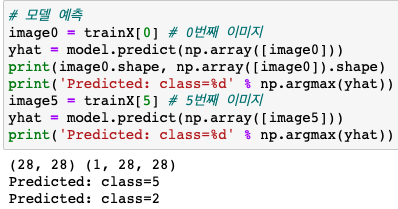 # 모델 예측
image0 = trainX[0] # 0번째 이미지
yhat = model.predict(np.array([image0]))
print(image0.shape, np.array([image0]).shape)
print('Predicted: class=%d' % np.argmax(yhat))
image5 = trainX[5] # 5번째 이미지
yhat = model.predict(np.array([image5]))
print('Predicted: class=%d' % np.argmax(yhat))
(28, 28) (1, 28, 28)
Predicted: class=5
Predicted: class=2